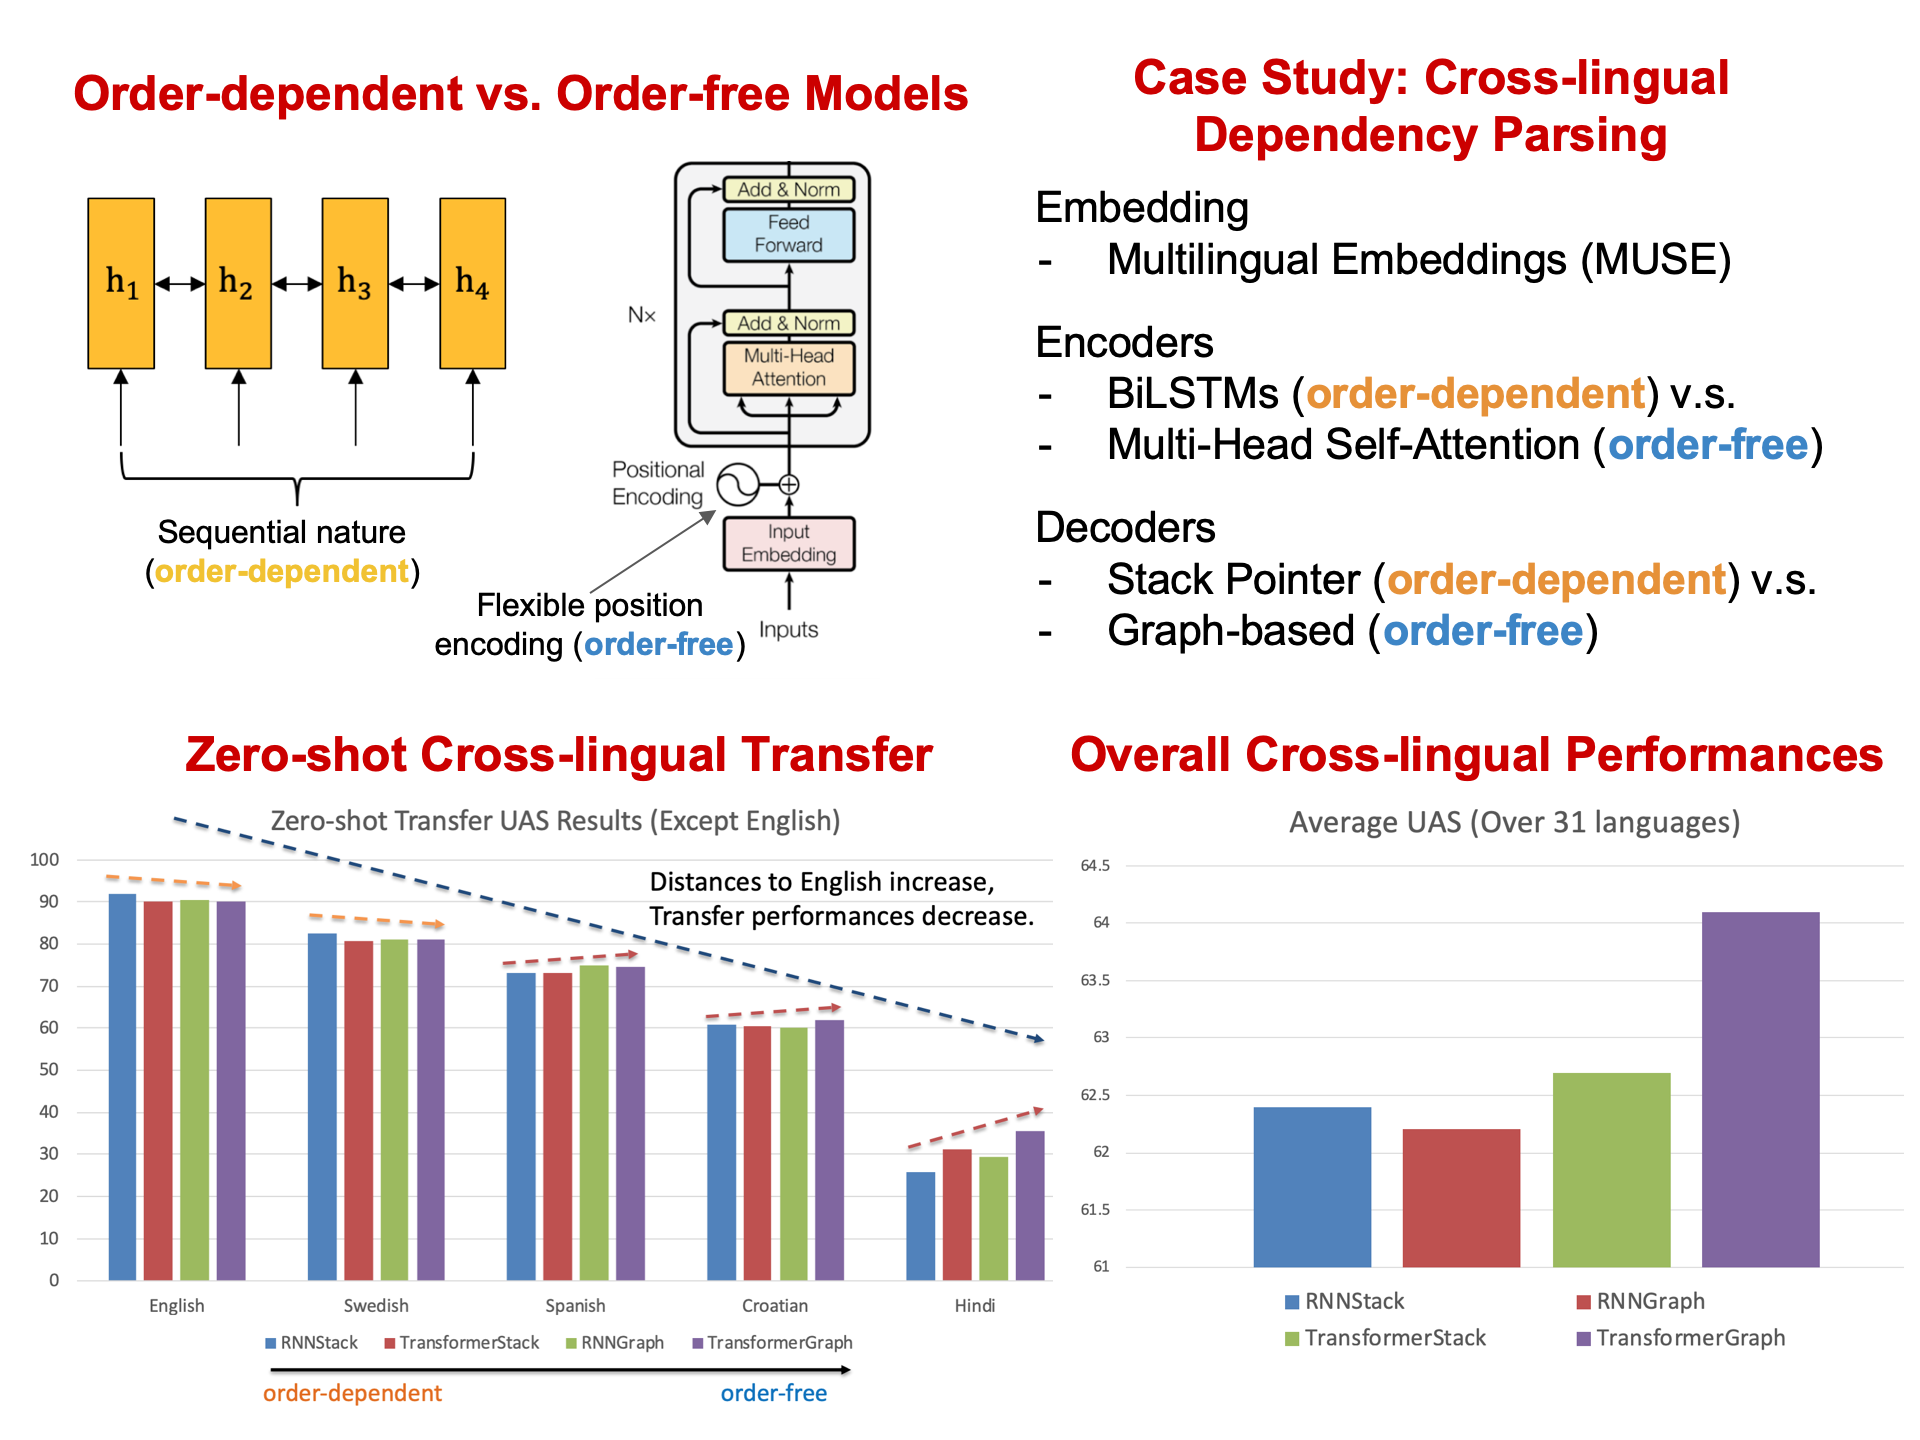 Order-dependent vs. Order-free Models
h1
h2
h3
h4
Sequential nature
(order-dependent)
Add & Norm
Feed
Forward
N×
Add & Norm
Multi-Head
Attention
Positional
Encoding
Input
Embedding
Flexible position
encoding (order-free)
Inputs
Case Study: Cross-lingual
Dependency Parsing
Embedding
- Multilingual Embeddings (MUSE)
Encoders
- BiLSTMs (order-dependent) v.s.
- Multi-Head Self-Attention (order-free)
Decoders
- Stack Pointer (order-dependent) v.s.
- Graph-based (order-free)
Zero-shot Cross-lingual Transfer
Zero-shot Transfer UAS Results (Except English)
Distances to English increase,
Transfer performances decrease.
100
90
80
70
60
50
40
30
20
10
0
English Swedish Spanish Croatian Hindi
RNNStack TransformerStack RNNGraph TransformerGraph
order-dependent order-free
Overall Cross-lingual Performances
Average UAS (Over 31 languages)
64.5
64
63.5
63
62.5
62
61.5
61
RNNStack RNNGraph
TransformerStack TransformerGraph